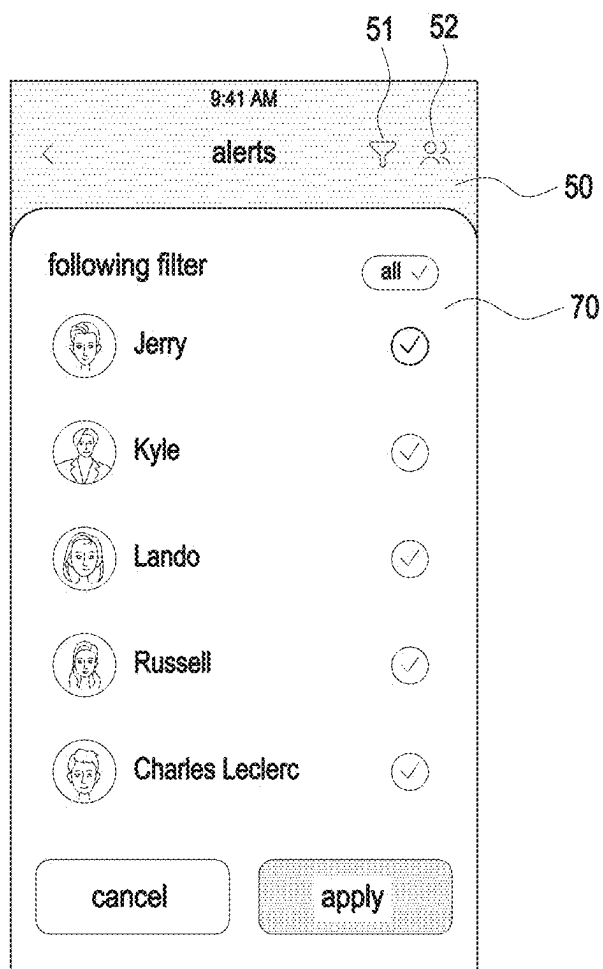 51 52
9:41 AM
alerts
50
following filter
all
70
Jerry
Kyle
Lando
Russell
Charles Leclerc
cancel apply